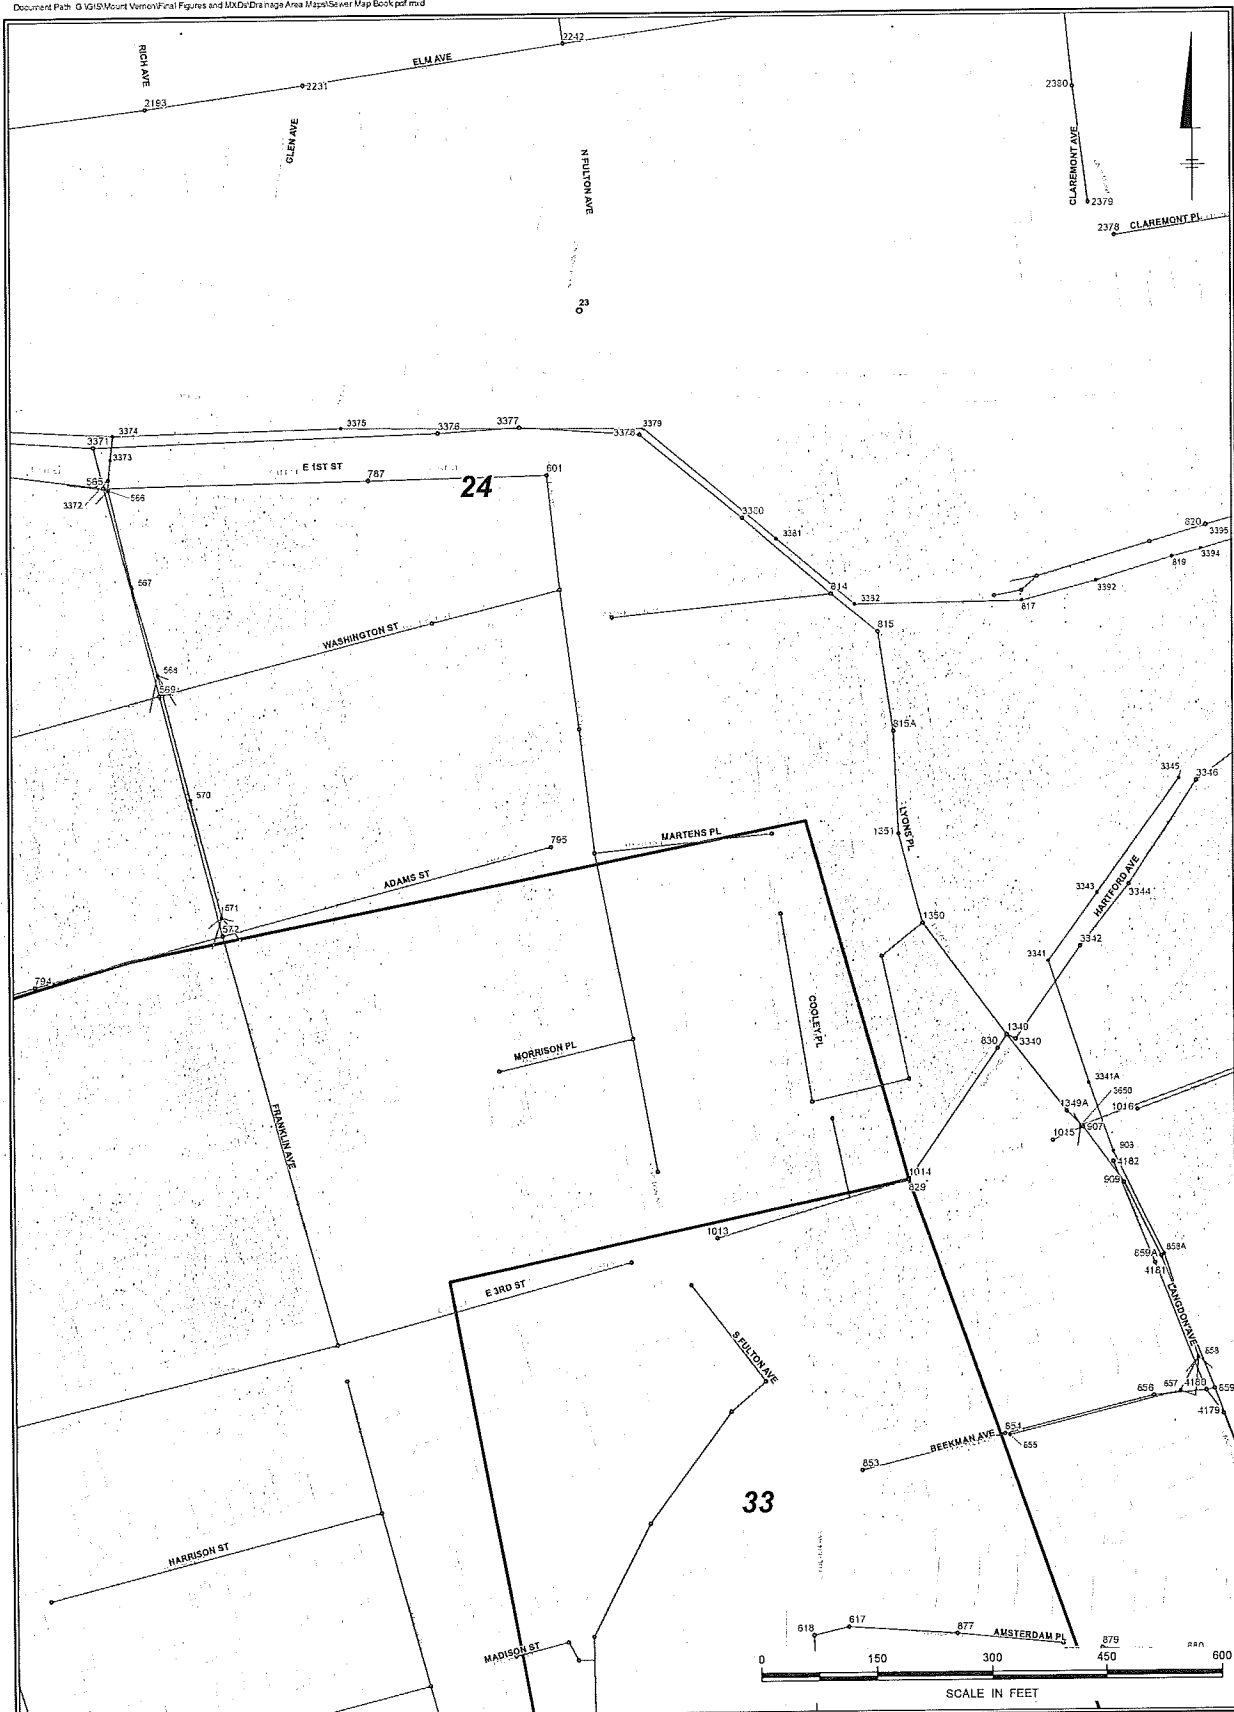 Document Path: G:\GIS\Mount Vernon\Final Figures and MXDs\Drainage Area Maps\Sewer Map Book.pdf.mxd
2242
RICH AVE
ELM AVE
2231
2380
2193
GLEN AVE
CLAREMONT AVE
N FULTON AVE
2379
2378
CLAREMONT PL
23
3374
3375
3376
3377
3379
3378
3371
3373
E 1ST ST
787
601
24
565
566
3372
3380
820
3395
3381
3394
819
567
3392
814
3382
817
WASHINGTON ST
815
568
569
815A
3345
3346
570
LYONS PL
1351
MARTENS PL
795
ADAMS ST
HARTFORD AVE
3343
3344
571
1350
572
3342
3341
794
COOLEY PL
1349
3340
830
MORRISON PL
3341A
3650
1349A
1016
FRANKLIN AVE
907
1015
903
4182
1014
829
909
1013
859A
858A
4181
E 3RD ST
LANGDON AVE
S FULTON AVE
858
856
857
4180
859
4179
854
BEEKMAN AVE
855
853
33
HARRISON ST
617
618
877
AMSTERDAM PL
879
880
MADISON ST
0 150 300 450 600
SCALE IN FEET